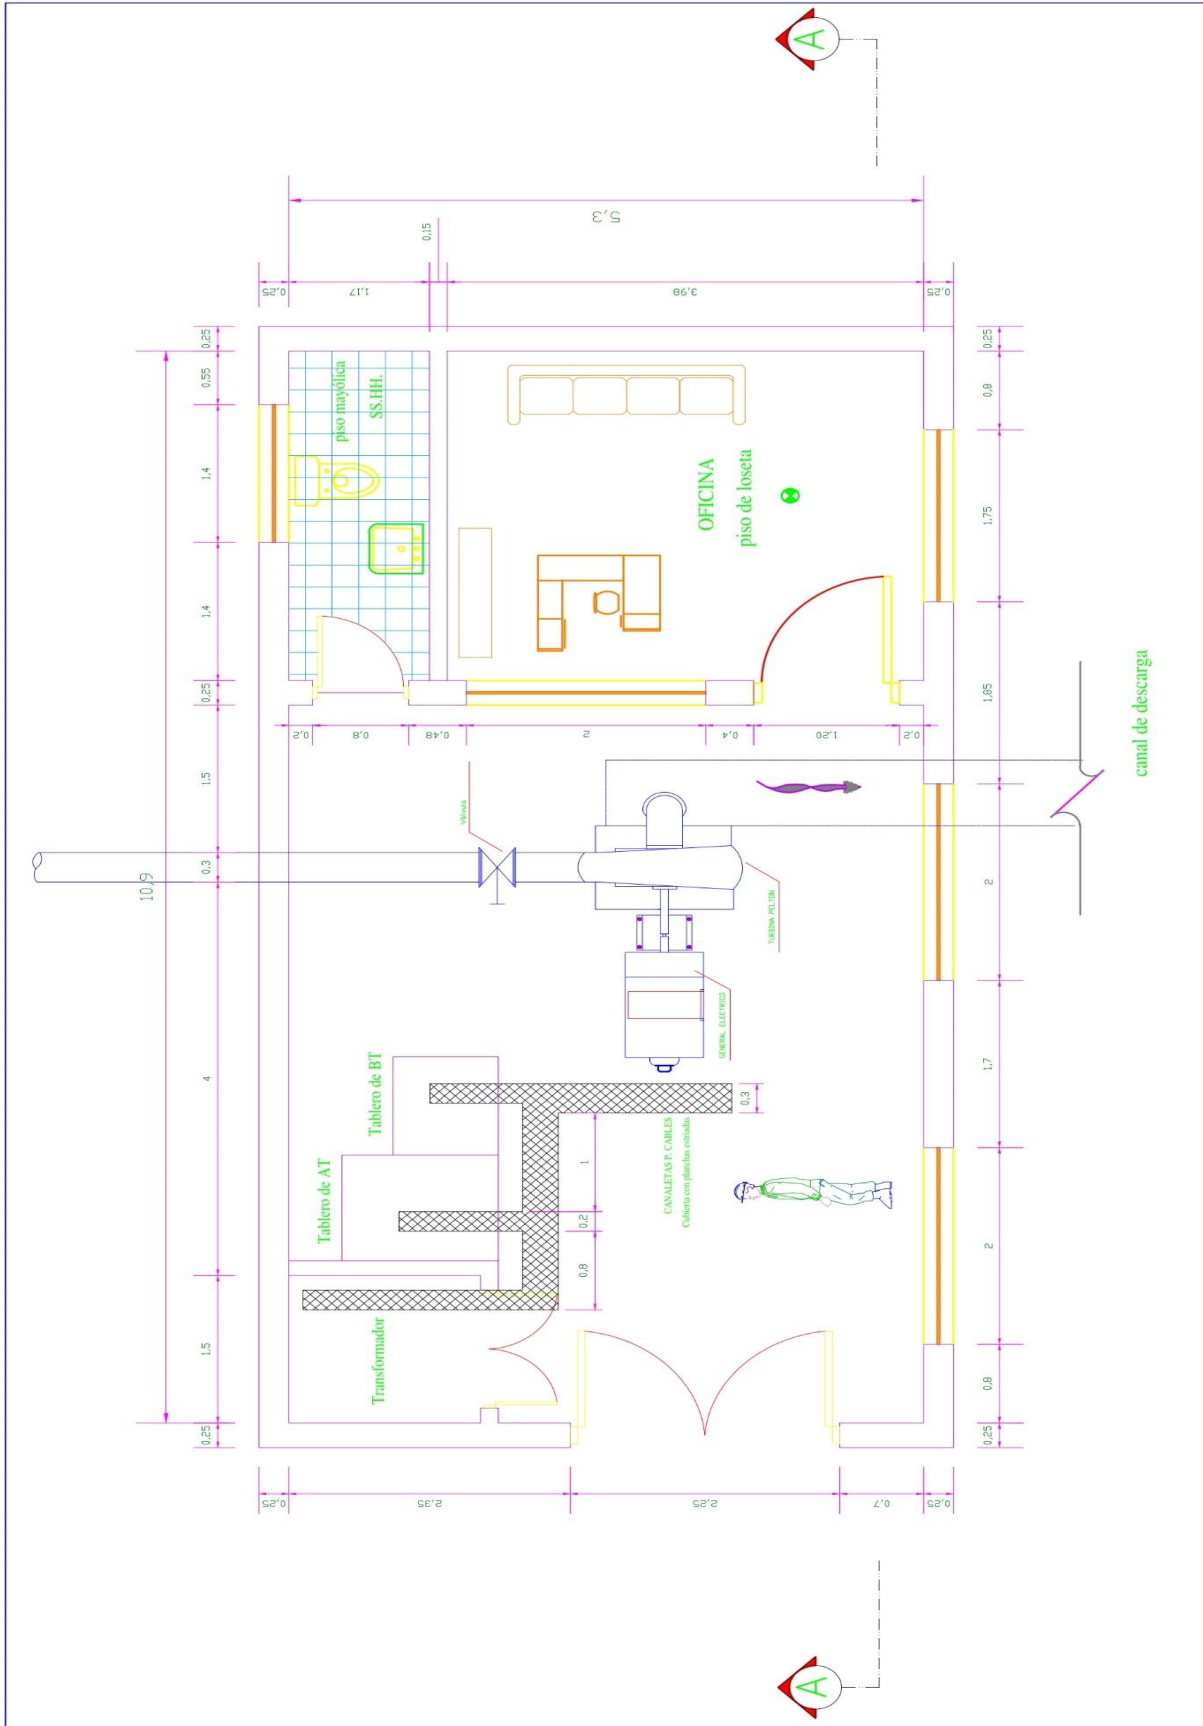 A
5,3
0,15
0,25
1,17
3,98
0,25
0,25
0,55
1,4
1,4
0,25
1,5
0,3
4
1,5
0,25
10,9
piso mayólica
SS.HH.
OFICINA
piso de loseta
0,25
0,8
1,75
1,85
2
1,7
2
0,8
0,25
0,2
0,8
0,48
2
0,4
1,20
0,2
canal de descarga
Válvula
TURBINA PELTON
GENERAL ELECTRICO
Tablero de BT
Tablero de AT
Transformador
CANALETAS P. CABLES
Cubierta con planchas estriadas
0,3
1
0,2
0,8
0,25
2,35
2,25
0,7
0,25
A